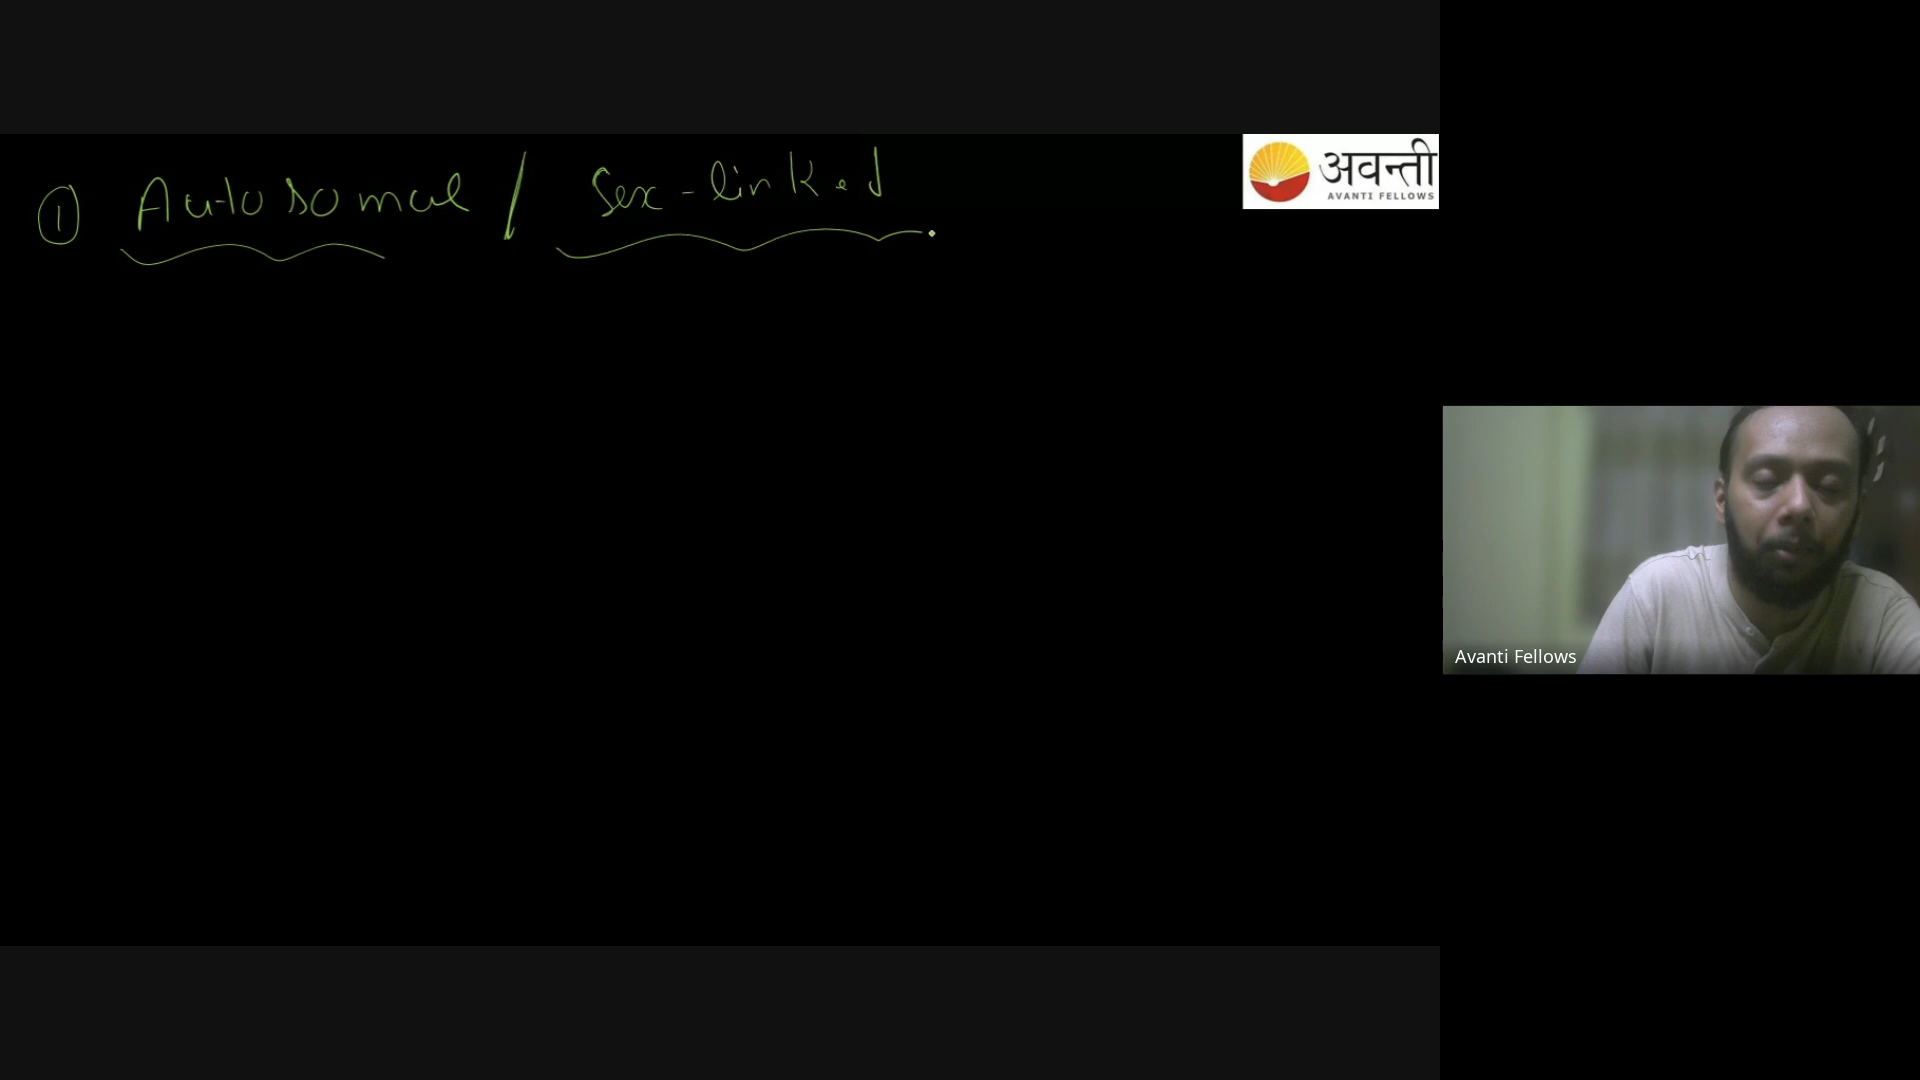 ① Autosomal / Sex-linked
अवन्ती
AVANTI FELLOWS
Avanti Fellows